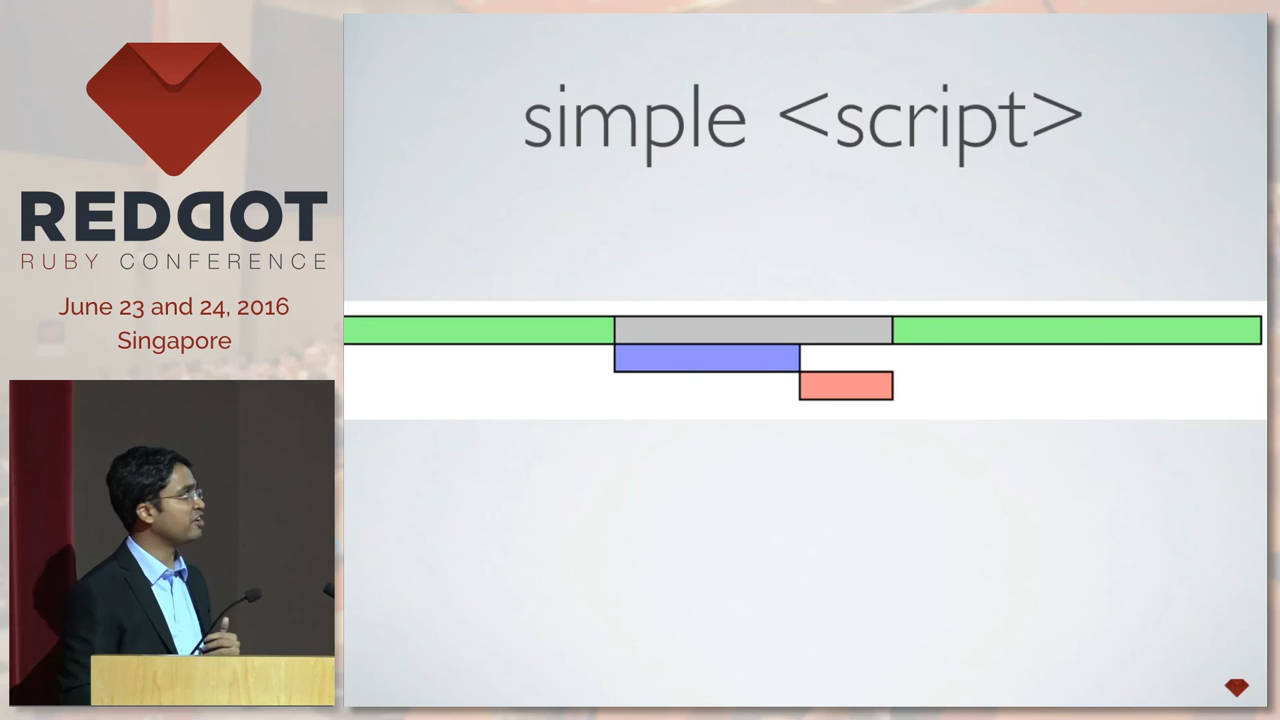 REDDOT
RUBY CONFERENCE
June 23 and 24, 2016
Singapore
simple <script>